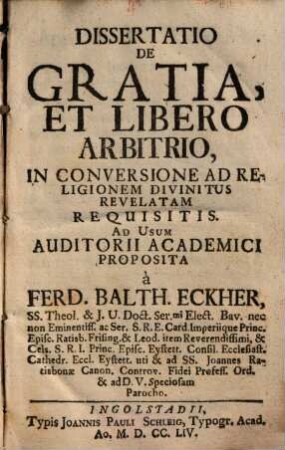 DISSERTATIO
DE
GRATIA,
ET LIBERO
ARBITRIO,
IN CONVERSIONE AD RE-
LIGIONEM DIVINITUS
REVELATAM
REQUISITIS.
AD USUM
AUDITORII ACADEMICI
PROPOSITA
à
FERD. BALTH. ECKHER,
SS. Theol. & J. U. Doct. Ser.mi Elect. Bav. nec
non Eminentiss. ac Ser. S. R. E. Card. Imperiique Princ.
Episc. Ratisb. Frising. & Leod. item Reverendissimi, &
Cels. S. R. I. Princ. Episc. Eystett. Consil. Ecclesiast.
Cathedr. Eccl. Eystett. uti & ad SS. Joannes Ra-
tisbonæ Canon. Controv. Fidei Profess. Ord.
& ad D. V. Speciosam
Parocho.
INGOLSTADII,
Typis JOANNIS PAULI SCHLEIG, Typogr. Acad.
Ao. M. D. CC. LIV.